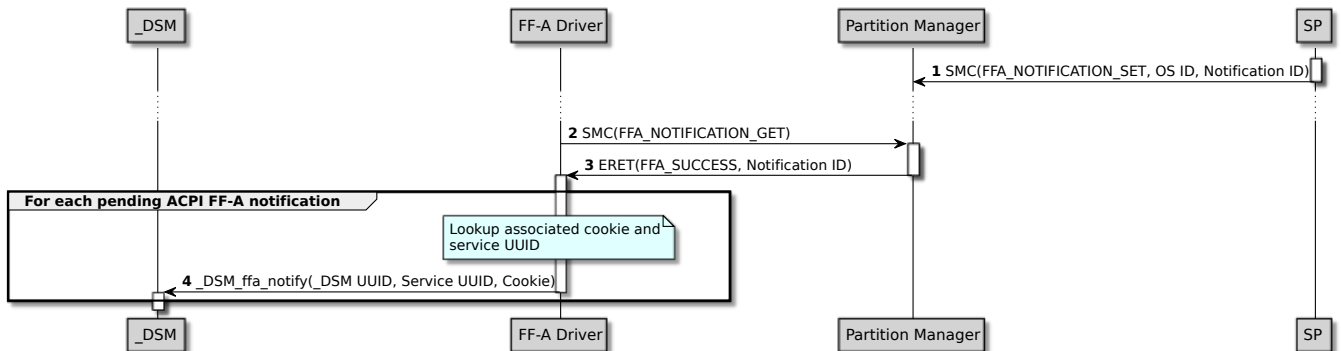 _DSM
FF-A Driver
Partition Manager
SP
1 SMC(FFA_NOTIFICATION_SET, OS ID, Notification ID)
2 SMC(FFA_NOTIFICATION_GET)
3 ERET(FFA_SUCCESS, Notification ID)
For each pending ACPI FF-A notification
Lookup associated cookie and
service UUID
4 _DSM_ffa_notify(_DSM UUID, Service UUID, Cookie)
_DSM
FF-A Driver
Partition Manager
SP